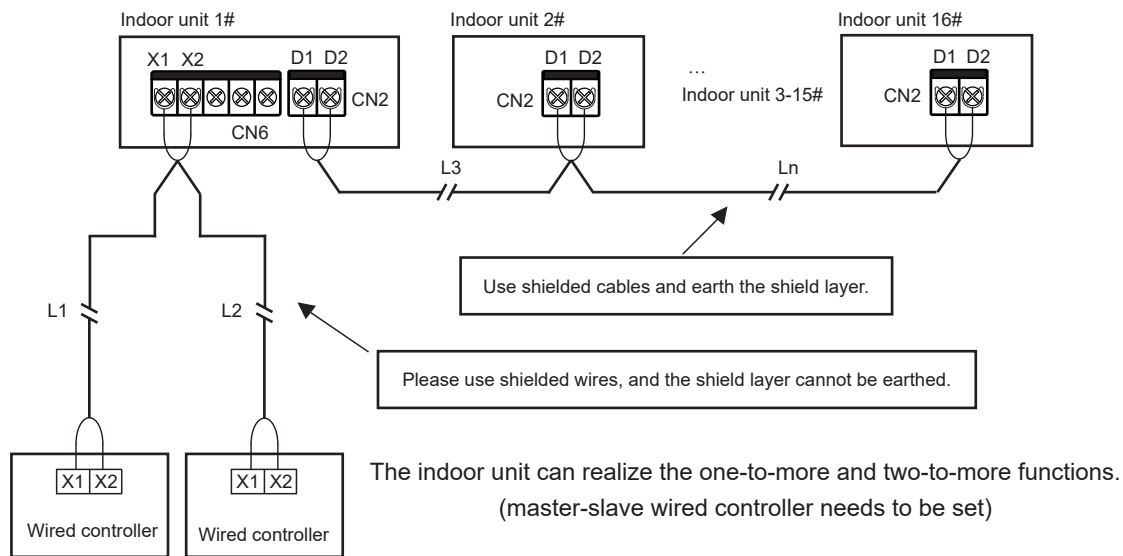 Indoor unit 1#
Indoor unit 2#
Indoor unit 16#
X1 X2
D1 D2
CN2
CN6
D1 D2
CN2
...
Indoor unit 3-15#
D1 D2
CN2
L3
Ln
Use shielded cables and earth the shield layer.
L1
L2
Please use shielded wires, and the shield layer cannot be earthed.
X1 X2
Wired controller
X1 X2
Wired controller
The indoor unit can realize the one-to-more and two-to-more functions.
(master-slave wired controller needs to be set)